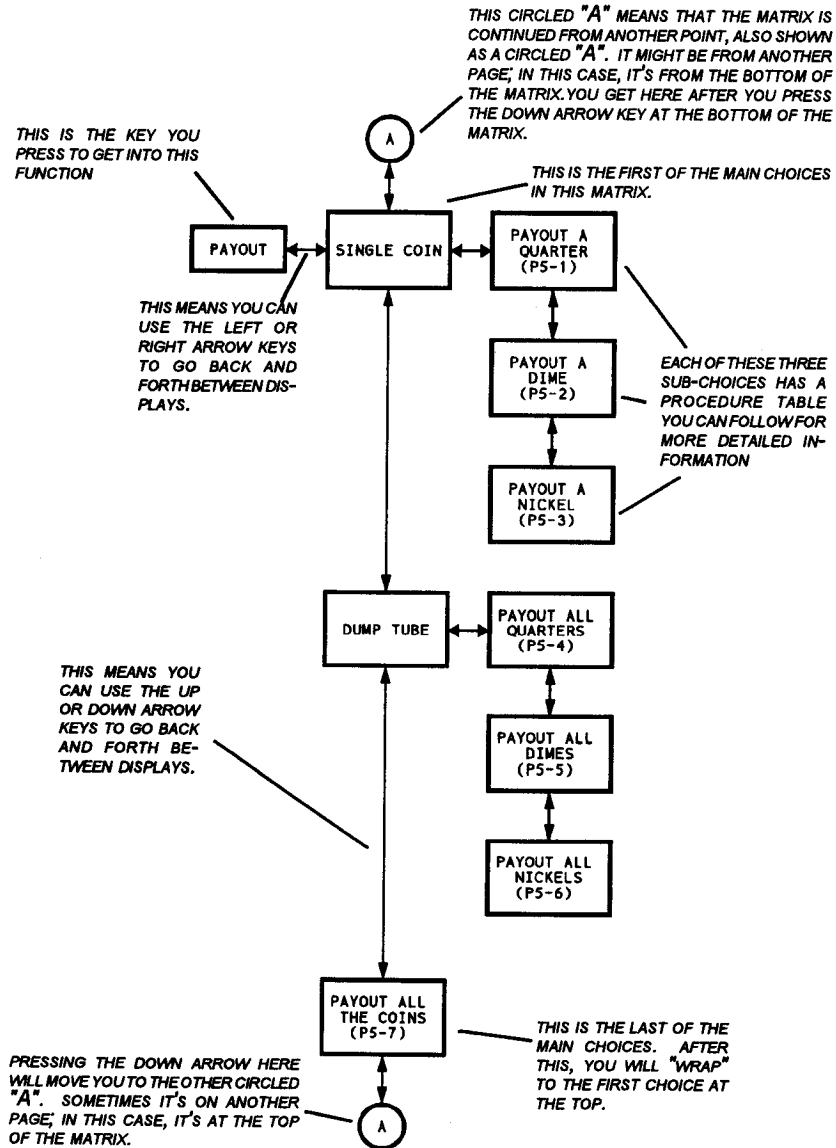 THIS CIRCLED "A" MEANS THAT THE MATRIX IS
CONTINUED FROM ANOTHER POINT, ALSO SHOWN
AS A CIRCLED "A". IT MIGHT BE FROM ANOTHER
PAGE; IN THIS CASE, IT'S FROM THE BOTTOM OF
THE MATRIX. YOU GET HERE AFTER YOU PRESS
THE DOWN ARROW KEY AT THE BOTTOM OF THE
MATRIX.
THIS IS THE KEY YOU
PRESS TO GET INTO THIS
FUNCTION
A
THIS IS THE FIRST OF THE MAIN CHOICES
IN THIS MATRIX.
PAYOUT
SINGLE COIN
PAYOUT A
QUARTER
(P5-1)
THIS MEANS YOU CAN
USE THE LEFT OR
RIGHT ARROW KEYS
TO GO BACK AND
FORTH BETWEEN DIS-
PLAYS.
PAYOUT A
DIME
(P5-2)
EACH OF THESE THREE
SUB-CHOICES HAS A
PROCEDURE TABLE
YOU CAN FOLLOW FOR
MORE DETAILED IN-
FORMATION
PAYOUT A
NICKEL
(P5-3)
DUMP TUBE
PAYOUT ALL
QUARTERS
(P5-4)
THIS MEANS YOU
CAN USE THE UP
OR DOWN ARROW
KEYS TO GO BACK
AND FORTH BE-
TWEEN DISPLAYS.
PAYOUT ALL
DIMES
(P5-5)
PAYOUT ALL
NICKELS
(P5-6)
PAYOUT ALL
THE COINS
(P5-7)
THIS IS THE LAST OF THE
MAIN CHOICES. AFTER
THIS, YOU WILL "WRAP"
TO THE FIRST CHOICE AT
THE TOP.
PRESSING THE DOWN ARROW HERE
WILL MOVE YOU TO THE OTHER CIRCLED
"A". SOMETIMES IT'S ON ANOTHER
PAGE; IN THIS CASE, IT'S AT THE TOP
OF THE MATRIX.
A